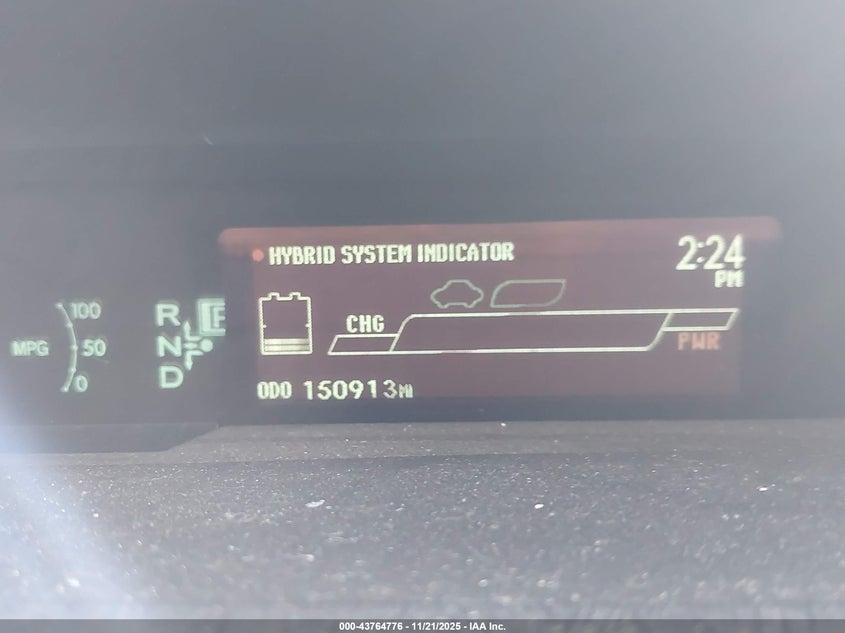 HYBRID SYSTEM INDICATOR
2:24
PM
CHG
PWR
ODO 150913MI
MPG
100
50
0
R
N
D
000-43764776 - 11/21/2025 - IAA Inc.